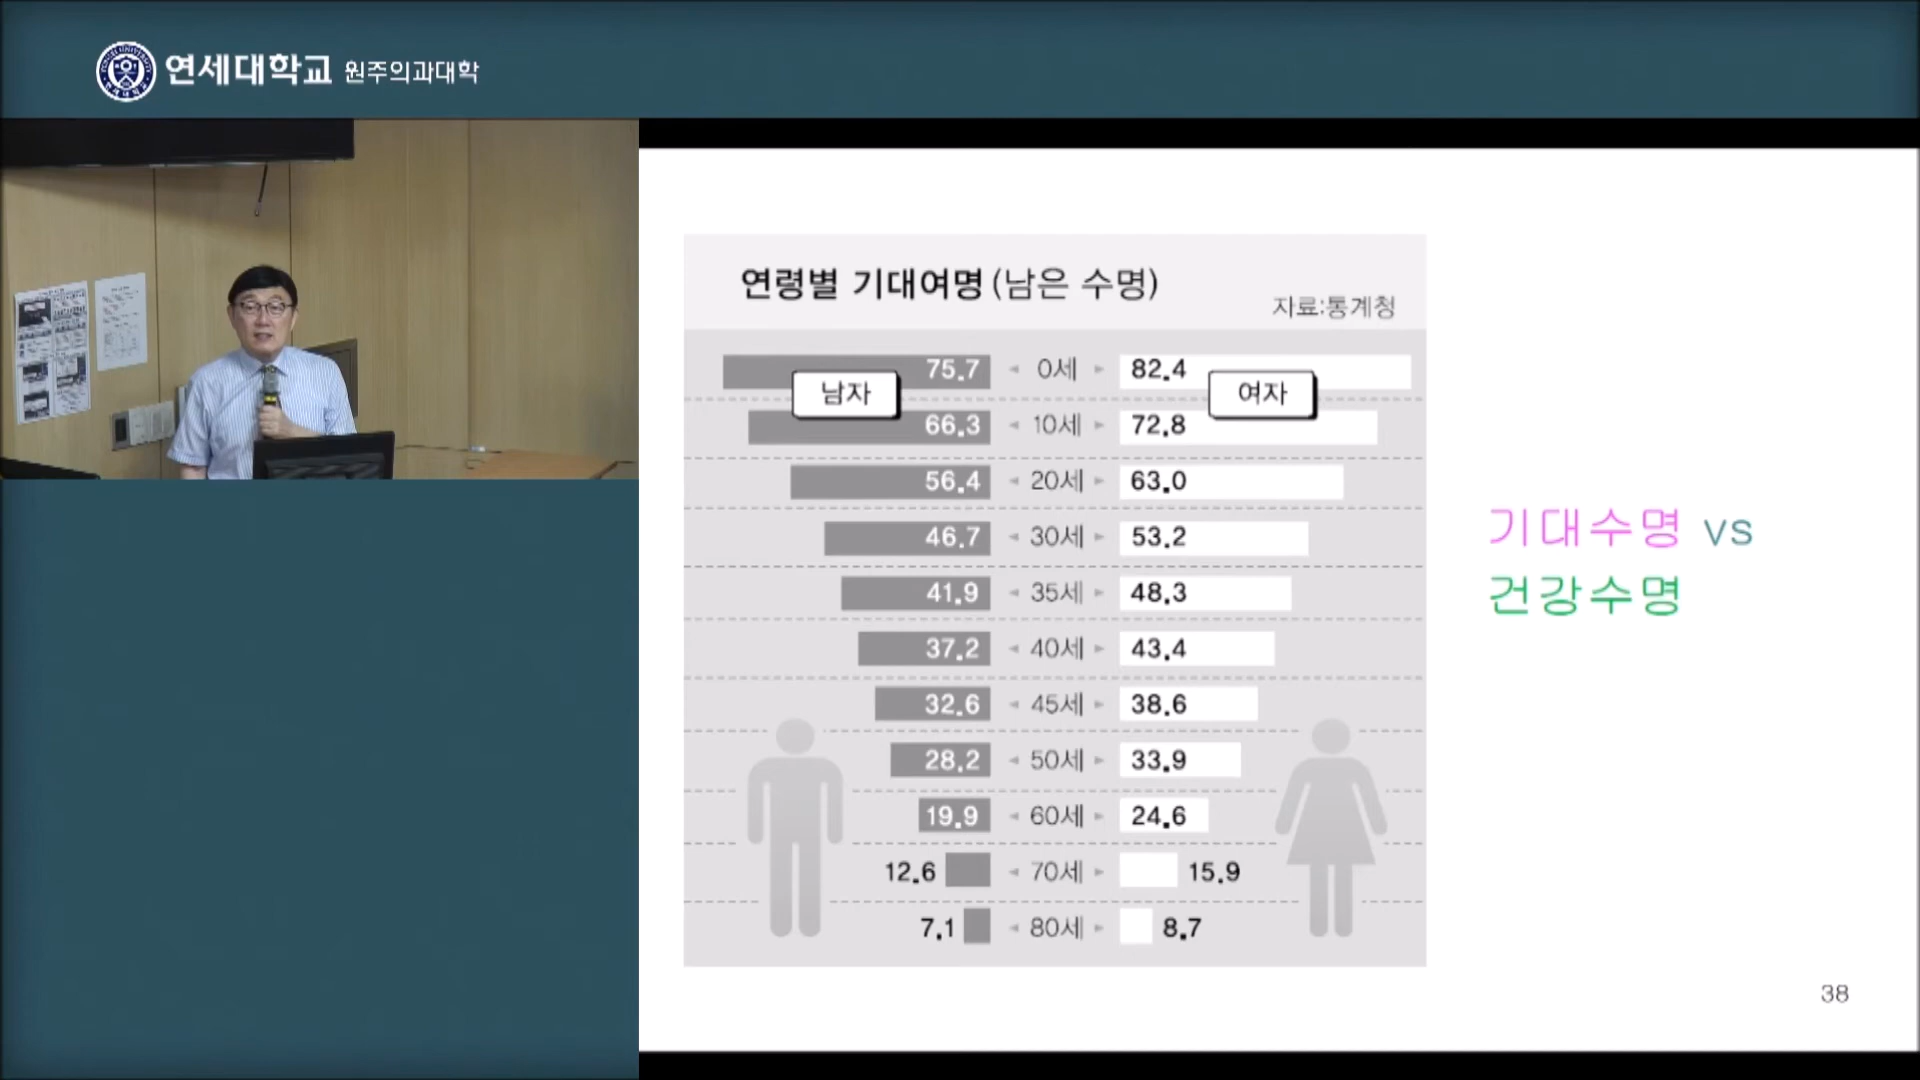 연세대학교 원주의과대학
연령별 기대여명(남은 수명)
자료:통계청
75.7 ◂ 0세 ▸ 82.4
남자 여자
66.3 ◂ 10세 ▸ 72.8
56.4 ◂ 20세 ▸ 63.0
46.7 ◂ 30세 ▸ 53.2
41.9 ◂ 35세 ▸ 48.3
37.2 ◂ 40세 ▸ 43.4
32.6 ◂ 45세 ▸ 38.6
28.2 ◂ 50세 ▸ 33.9
19.9 ◂ 60세 ▸ 24.6
12.6 ◂ 70세 ▸ 15.9
7.1 ◂ 80세 ▸ 8.7
기대수명 vs
건강수명
38